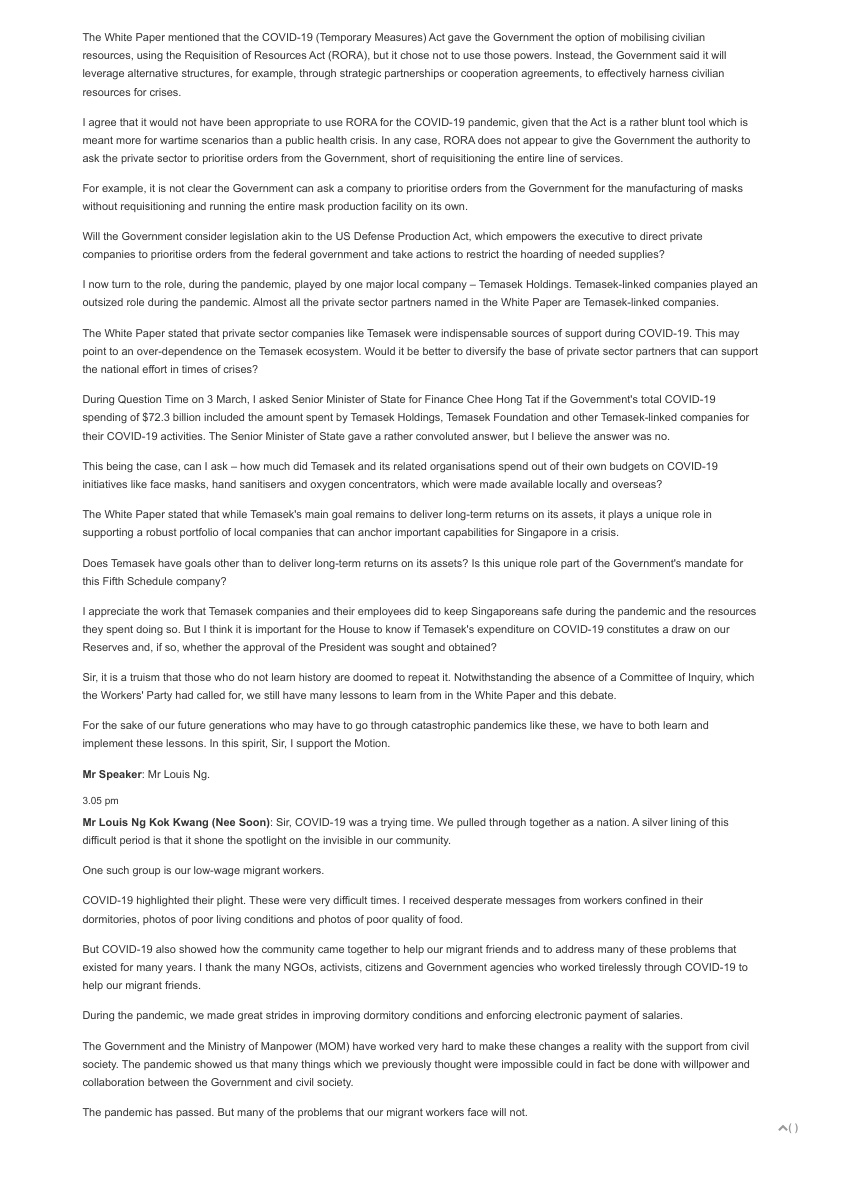 The White Paper mentioned that the COVID-19 (Temporary Measures) Act gave the Government the option of mobilising civilian
resources, using the Requisition of Resources Act (RORA), but it chose not to use those powers. Instead, the Government said it will
leverage alternative structures, for example, through strategic partnerships or cooperation agreements, to effectively harness civilian
resources for crises.
I agree that it would not have been appropriate to use RORA for the COVID-19 pandemic, given that the Act is a rather blunt tool which is
meant more for wartime scenarios than a public health crisis. In any case, RORA does not appear to give the Government the authority to
ask the private sector to prioritise orders from the Government, short of requisitioning the entire line of services.
For example, it is not clear the Government can ask a company to prioritise orders from the Government for the manufacturing of masks
without requisitioning and running the entire mask production facility on its own.
Will the Government consider legislation akin to the US Defense Production Act, which empowers the executive to direct private
companies to prioritise orders from the federal government and take actions to restrict the hoarding of needed supplies?
I now turn to the role, during the pandemic, played by one major local company – Temasek Holdings. Temasek-linked companies played an
outsized role during the pandemic. Almost all the private sector partners named in the White Paper are Temasek-linked companies.
The White Paper stated that private sector companies like Temasek were indispensable sources of support during COVID-19. This may
point to an over-dependence on the Temasek ecosystem. Would it be better to diversify the base of private sector partners that can support
the national effort in times of crises?
During Question Time on 3 March, I asked Senior Minister of State for Finance Chee Hong Tat if the Government's total COVID-19
spending of $72.3 billion included the amount spent by Temasek Holdings, Temasek Foundation and other Temasek-linked companies for
their COVID-19 activities. The Senior Minister of State gave a rather convoluted answer, but I believe the answer was no.
This being the case, can I ask – how much did Temasek and its related organisations spend out of their own budgets on COVID-19
initiatives like face masks, hand sanitisers and oxygen concentrators, which were made available locally and overseas?
The White Paper stated that while Temasek's main goal remains to deliver long-term returns on its assets, it plays a unique role in
supporting a robust portfolio of local companies that can anchor important capabilities for Singapore in a crisis.
Does Temasek have goals other than to deliver long-term returns on its assets? Is this unique role part of the Government's mandate for
this Fifth Schedule company?
I appreciate the work that Temasek companies and their employees did to keep Singaporeans safe during the pandemic and the resources
they spent doing so. But I think it is important for the House to know if Temasek's expenditure on COVID-19 constitutes a draw on our
Reserves and, if so, whether the approval of the President was sought and obtained?
Sir, it is a truism that those who do not learn history are doomed to repeat it. Notwithstanding the absence of a Committee of Inquiry, which
the Workers' Party had called for, we still have many lessons to learn from in the White Paper and this debate.
For the sake of our future generations who may have to go through catastrophic pandemics like these, we have to both learn and
implement these lessons. In this spirit, Sir, I support the Motion.
Mr Speaker: Mr Louis Ng.
3.05 pm
Mr Louis Ng Kok Kwang (Nee Soon): Sir, COVID-19 was a trying time. We pulled through together as a nation. A silver lining of this
difficult period is that it shone the spotlight on the invisible in our community.
One such group is our low-wage migrant workers.
COVID-19 highlighted their plight. These were very difficult times. I received desperate messages from workers confined in their
dormitories, photos of poor living conditions and photos of poor quality of food.
But COVID-19 also showed how the community came together to help our migrant friends and to address many of these problems that
existed for many years. I thank the many NGOs, activists, citizens and Government agencies who worked tirelessly through COVID-19 to
help our migrant friends.
During the pandemic, we made great strides in improving dormitory conditions and enforcing electronic payment of salaries.
The Government and the Ministry of Manpower (MOM) have worked very hard to make these changes a reality with the support from civil
society. The pandemic showed us that many things which we previously thought were impossible could in fact be done with willpower and
collaboration between the Government and civil society.
The pandemic has passed. But many of the problems that our migrant workers face will not.
( )